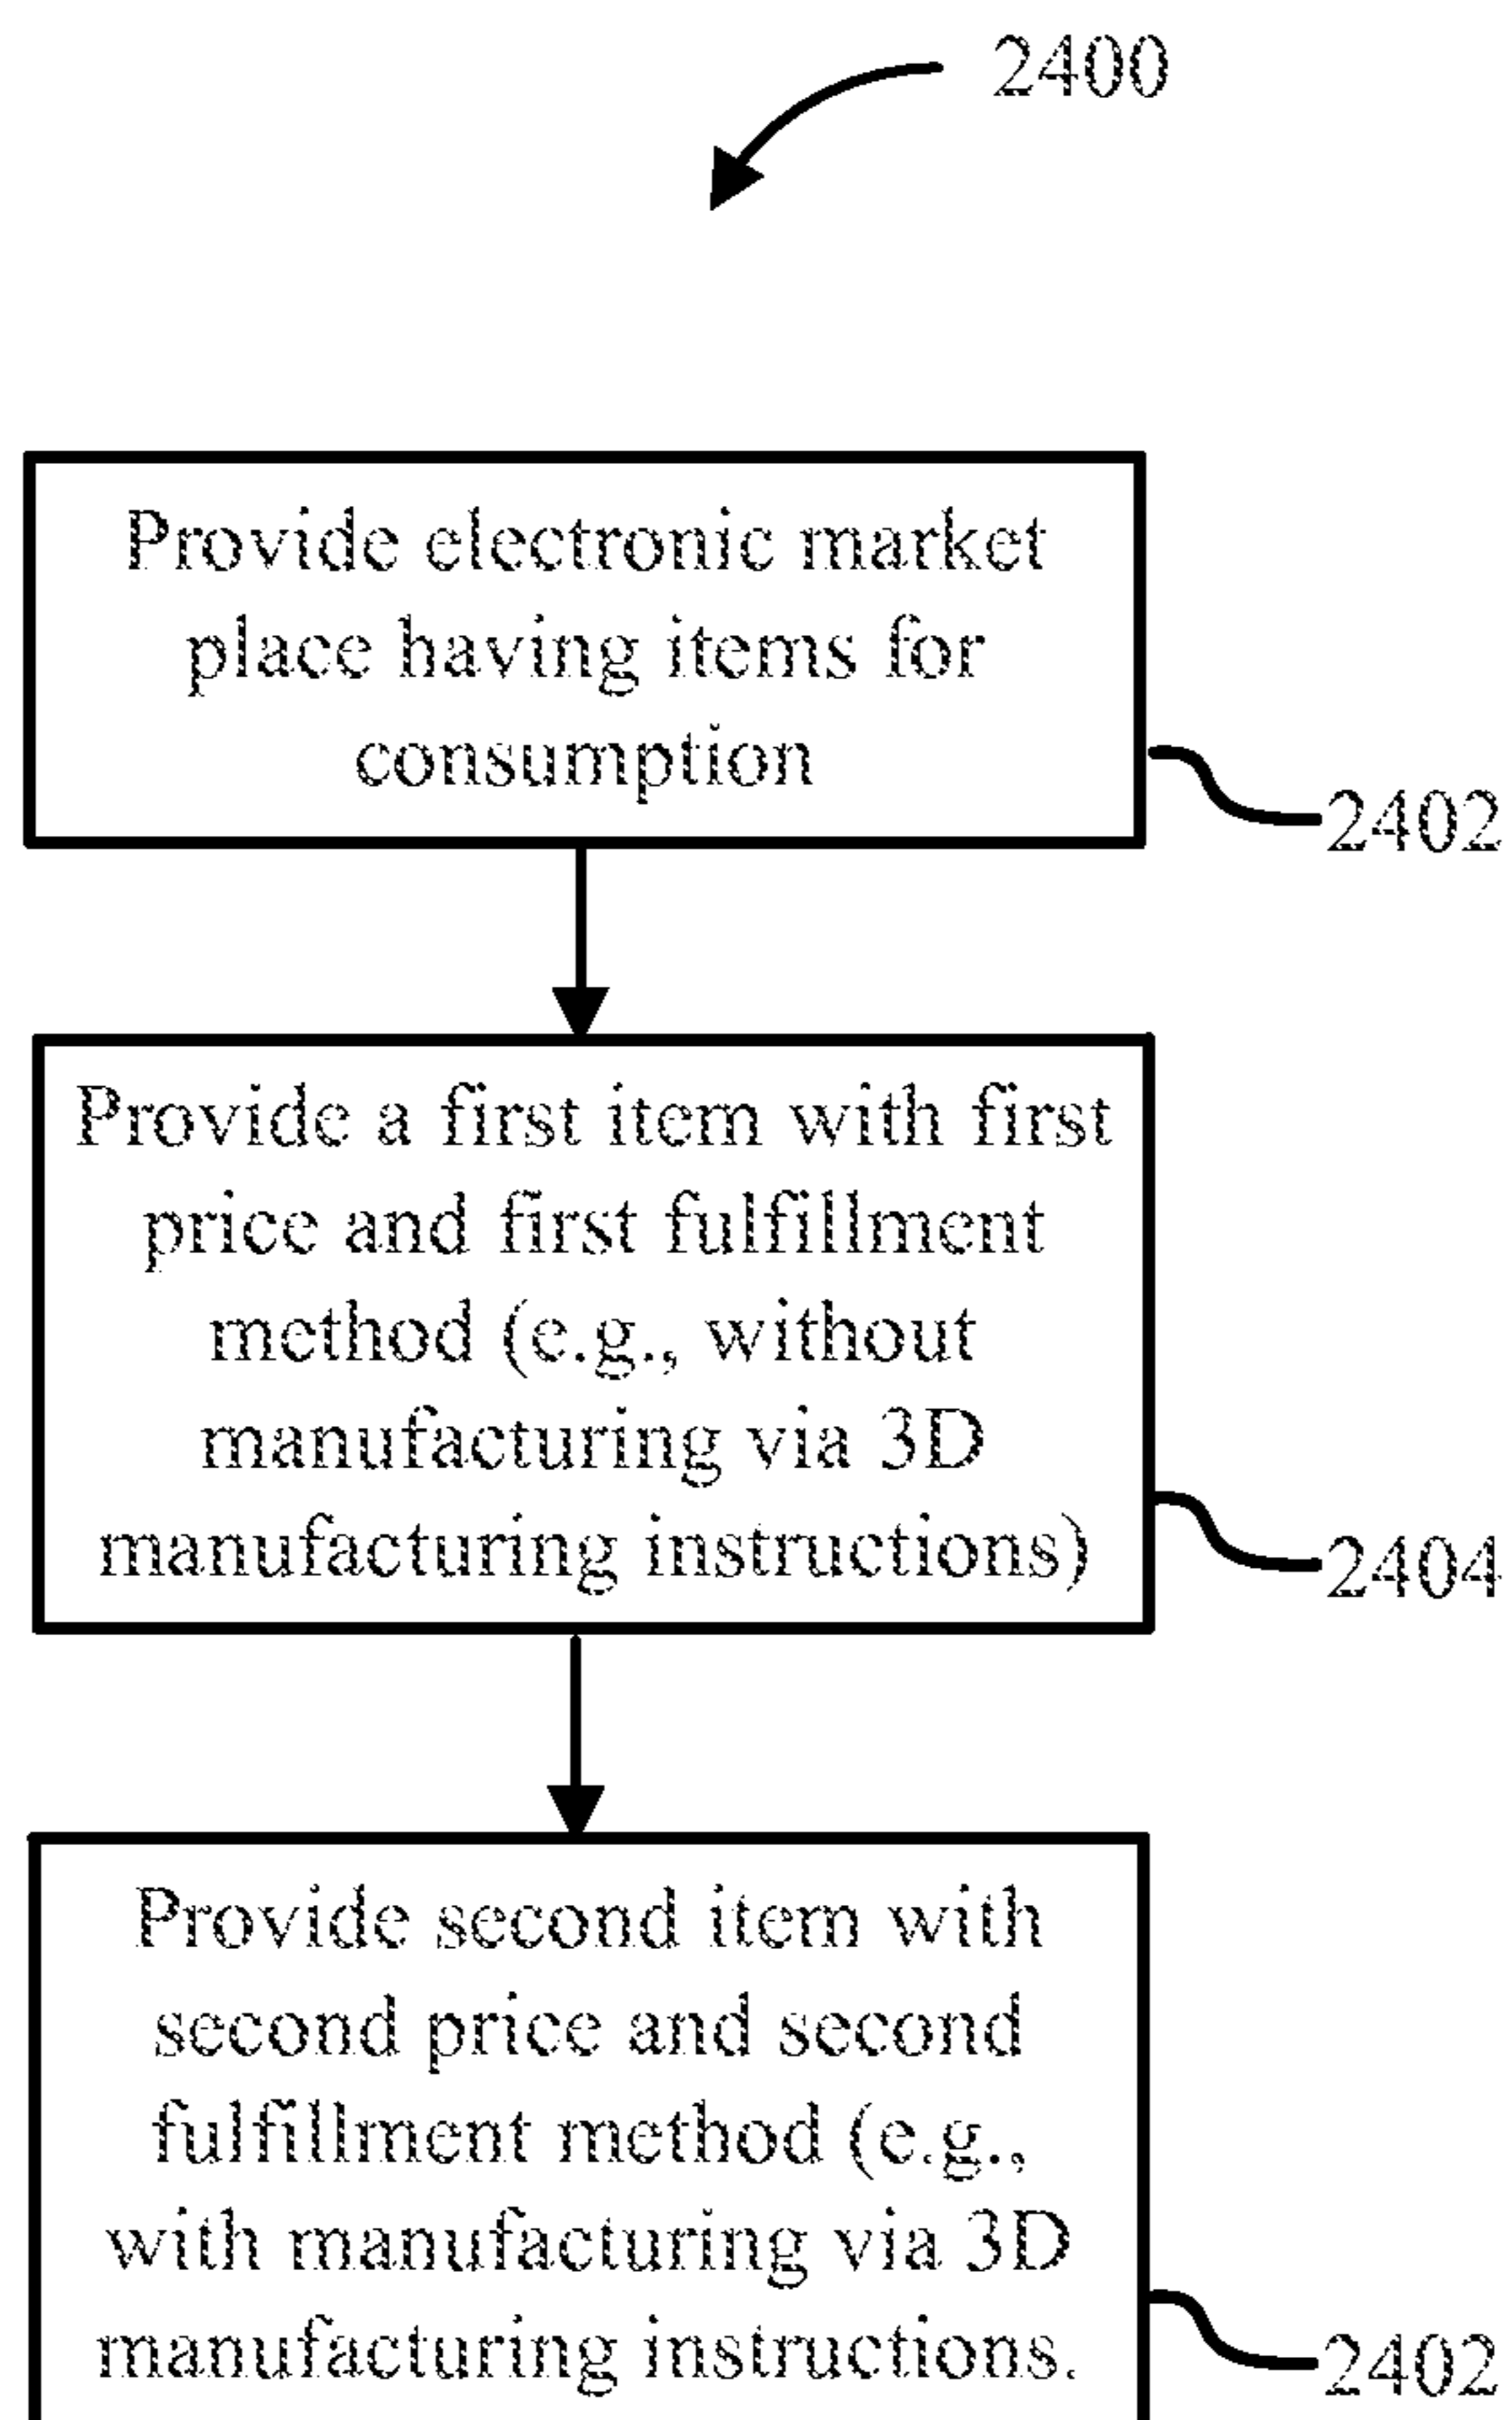 2400
Provide electronic market
place having items for
consumption
2402
Provide a first item with first
price and first fulfillment
method (e.g., without
manufacturing via 3D
manufacturing instructions)
2404
Provide second item with
second price and second
fulfillment method (e.g.,
with manufacturing via 3D
manufacturing instructions.
2402